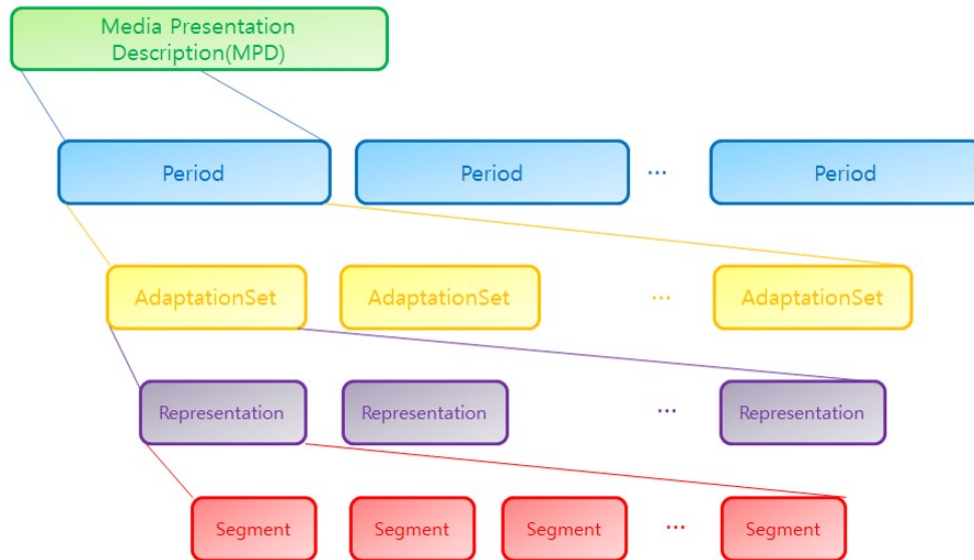 Media Presentation
Description(MPD)
Period
Period
...
Period
AdaptationSet
AdaptationSet
...
AdaptationSet
Representation
Representation
...
Representation
Segment
Segment
Segment
...
Segment